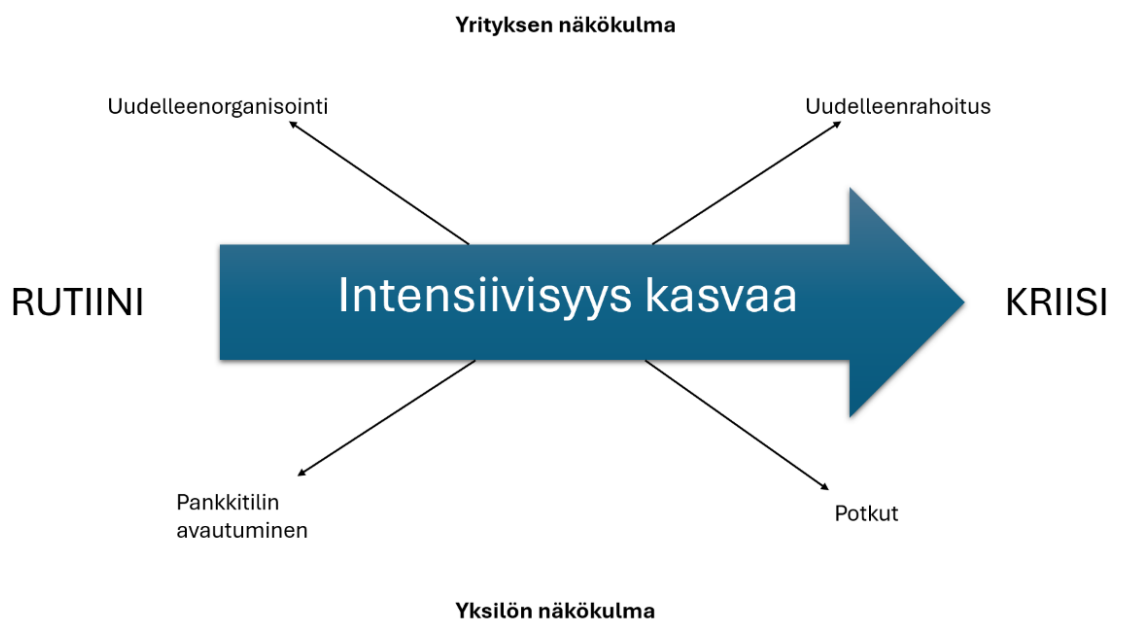 Yrityksen näkökulma
Uudelleenorganisointi
Uudelleenrahoitus
RUTIINI
Intensiivisyys kasvaa
KRIISI
Pankkitilin
avautuminen
Potkut
Yksilön näkökulma